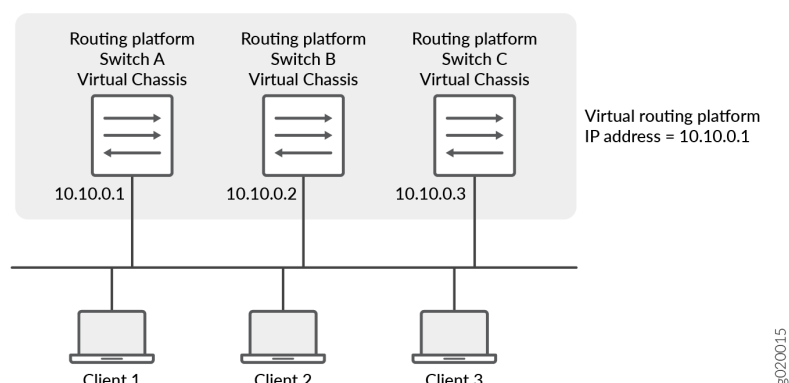 Routing platform
Switch A
Virtual Chassis
Routing platform
Switch B
Virtual Chassis
Routing platform
Switch C
Virtual Chassis
Virtual routing platform
IP address = 10.10.0.1
10.10.0.1
10.10.0.2
10.10.0.3
Client 1
Client 2
Client 3
g020015